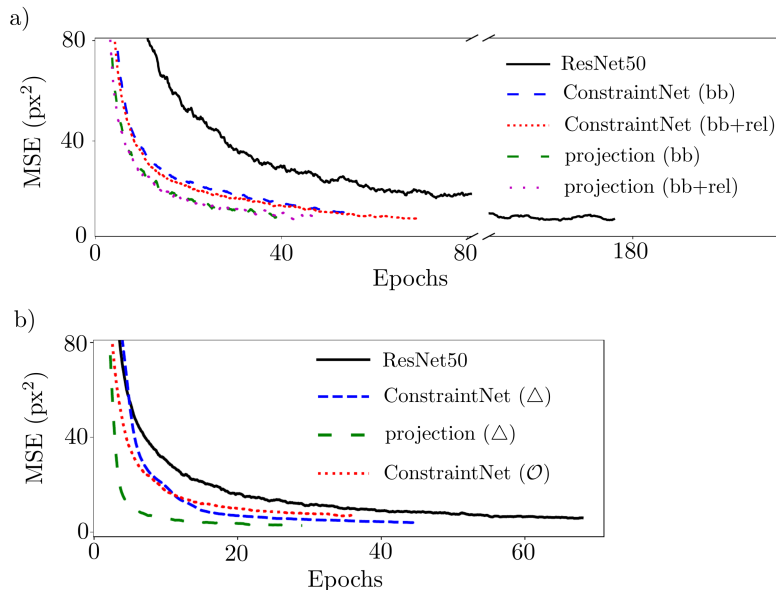 a)
80
40
0
MSE (px²)
ResNet50
ConstraintNet (bb)
ConstraintNet (bb+rel)
projection (bb)
projection (bb+rel)
0 40 80 180
Epochs
b)
80
40
0
MSE (px²)
ResNet50
ConstraintNet (△)
projection (△)
ConstraintNet (𝒪)
0 20 40 60
Epochs